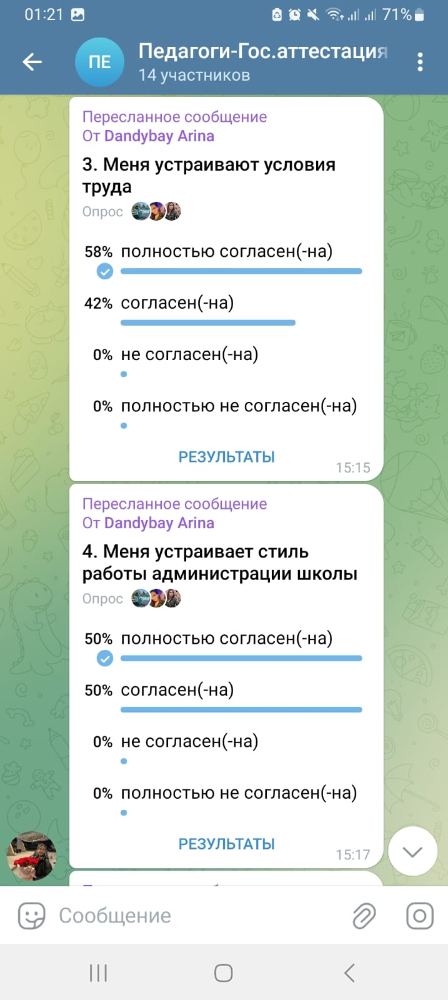 01:21
71%
ПЕ
Педагоги-Гос.аттестация
14 участников
Пересланное сообщение
От Dandybay Arina
3. Меня устраивают условия
труда
Опрос
58% полностью согласен(-на)
42% согласен(-на)
0% не согласен(-на)
0% полностью не согласен(-на)
РЕЗУЛЬТАТЫ
15:15
Пересланное сообщение
От Dandybay Arina
4. Меня устраивает стиль
работы администрации школы
Опрос
50% полностью согласен(-на)
50% согласен(-на)
0% не согласен(-на)
0% полностью не согласен(-на)
РЕЗУЛЬТАТЫ
15:17
Сообщение